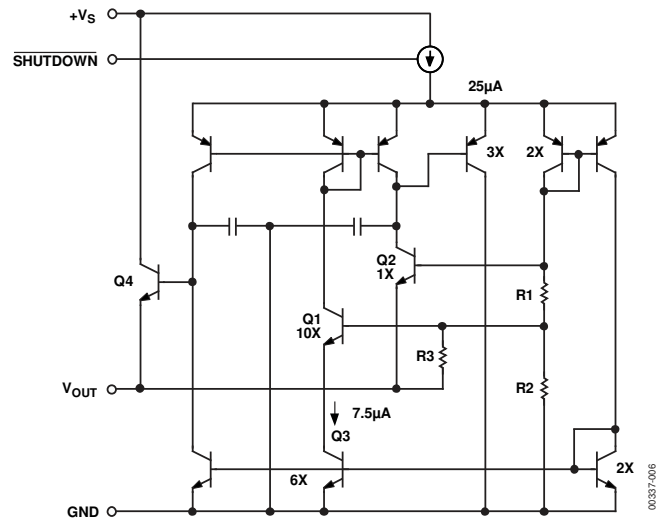 +VS
SHUTDOWN
25µA
3X
2X
Q2
1X
Q4
R1
Q1
10X
R3
R2
VOUT
7.5µA
Q3
6X
2X
GND
00337-006